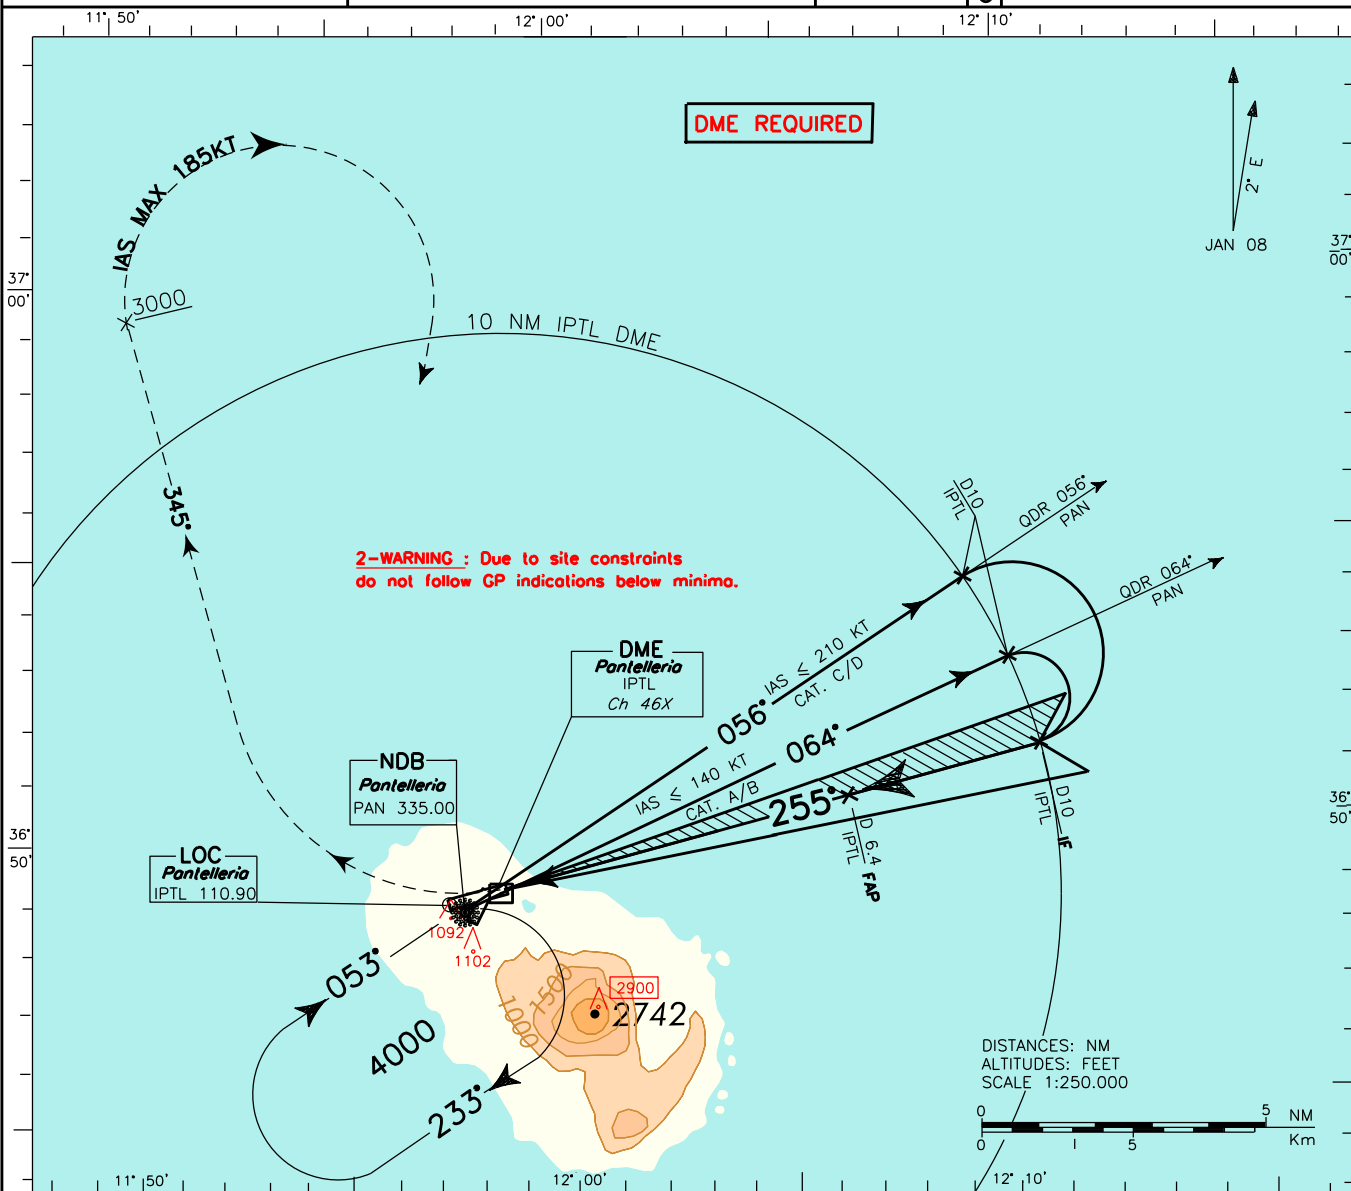 11° 50'
12° 00'
12° 10'
DME REQUIRED
2° E
JAN 08
IAS MAX 185KT
3000
37°
00'
37°
00'
10 NM IPTL DME
345°
D10
IPTL
QDR 056°
PAN
QDR 064°
PAN
2-WARNING : Due to site constraints
do not follow GP indications below minima.
DME
Pantelleria
IPTL
Ch 46X
IAS ≤ 210 KT
CAT. C/D
056°
064°
IAS ≤ 140 KT
CAT. A/B
255°
NDB
Pantelleria
PAN 335.00
D10
IPTL
IF
D 6.4
IPTL
FAP
36°
50'
36°
50'
LOC
Pantelleria
IPTL 110.90
1092
1102
053°
4000
233°
1000
1500
2900
2742
DISTANCES: NM
ALTITUDES: FEET
SCALE 1:250.000
0
5
NM
Km
0
1
5
11° 50'
12° 00'
12° 10'